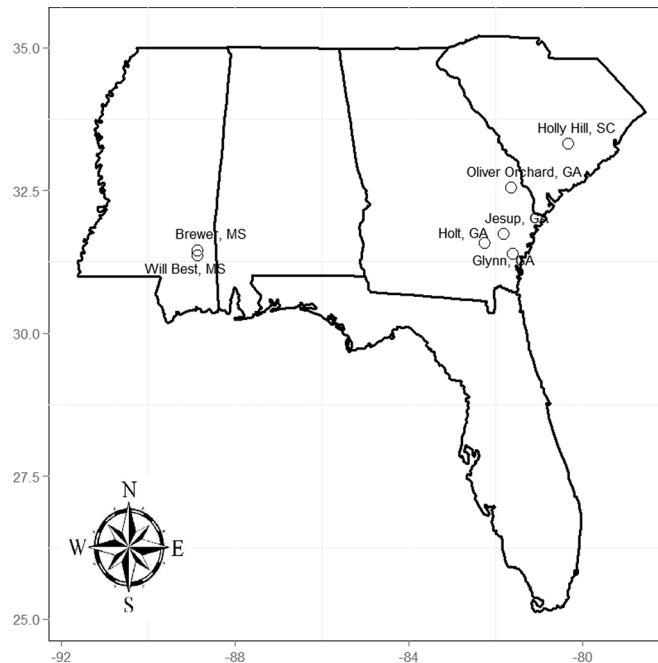 35.0
Holly Hill, SC
Oliver Orchard, GA
32.5
Jesup, GA
Brewer, MS
Holt, GA
Glynn, GA
Will Best, MS
30.0
27.5
N
W
E
S
25.0
-92
-88
-84
-80